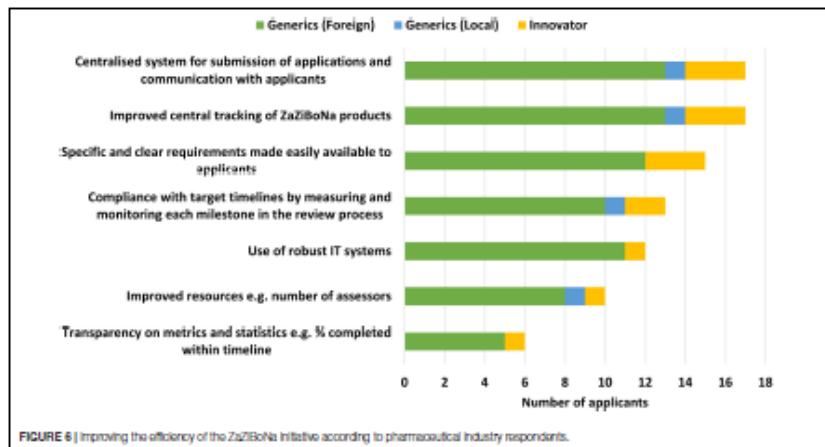 Generics (Foreign) Generics (Local) Innovator
Centralised system for submission of applications and
communication with applicants
Improved central tracking of ZaZiBoNa products
Specific and clear requirements made easily available to
applicants
Compliance with target timelines by measuring and
monitoring each milestone in the review process
Use of robust IT systems
Improved resources e.g. number of assessors
Transparency on metrics and statistics e.g. % completed
within timeline
0 2 4 6 8 10 12 14 16 18
Number of applicants
FIGURE 6 | Improving the efficiency of the ZaZiBoNa initiative according to pharmaceutical industry respondents.